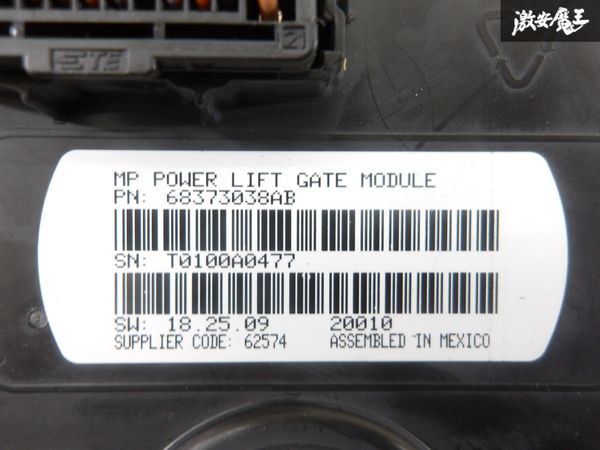 激安魔王
MP POWER LIFT GATE MODULE
PN: 68373038AB
SN: T0100A0477
SW: 18.25.09 20010
SUPPLIER CODE: 62574 ASSEMBLED IN MEXICO